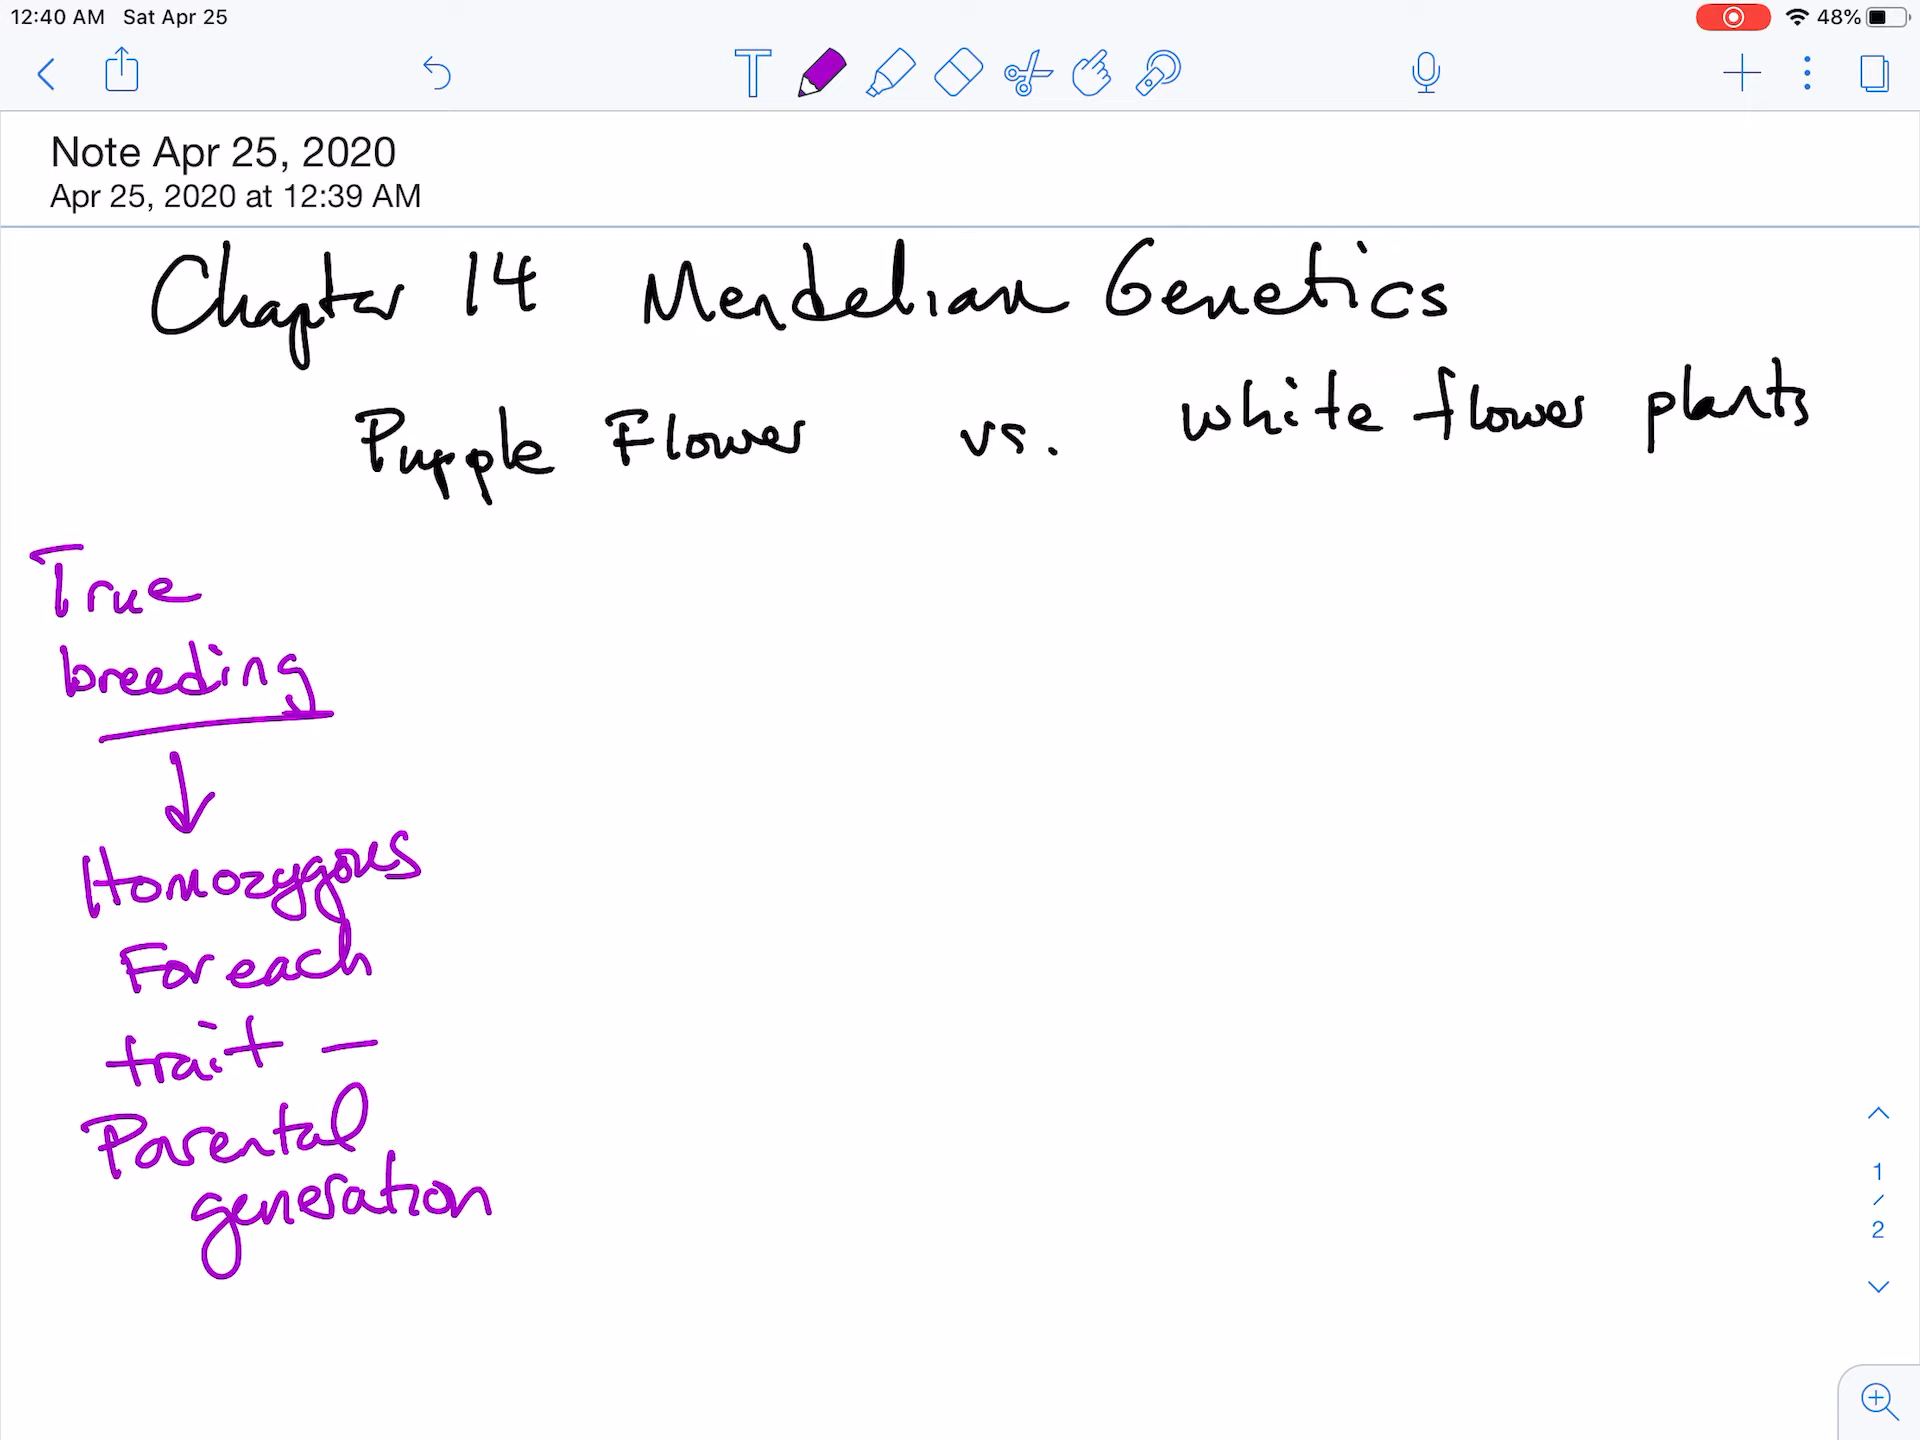 12:40 AM Sat Apr 25 48%
T
Note Apr 25, 2020
Apr 25, 2020 at 12:39 AM
Chapter 14 Mendelian Genetics
Purple Flower vs. white flower plants
True
breeding
Homozygous
For each
trait —
Parental
generation
1
/
2